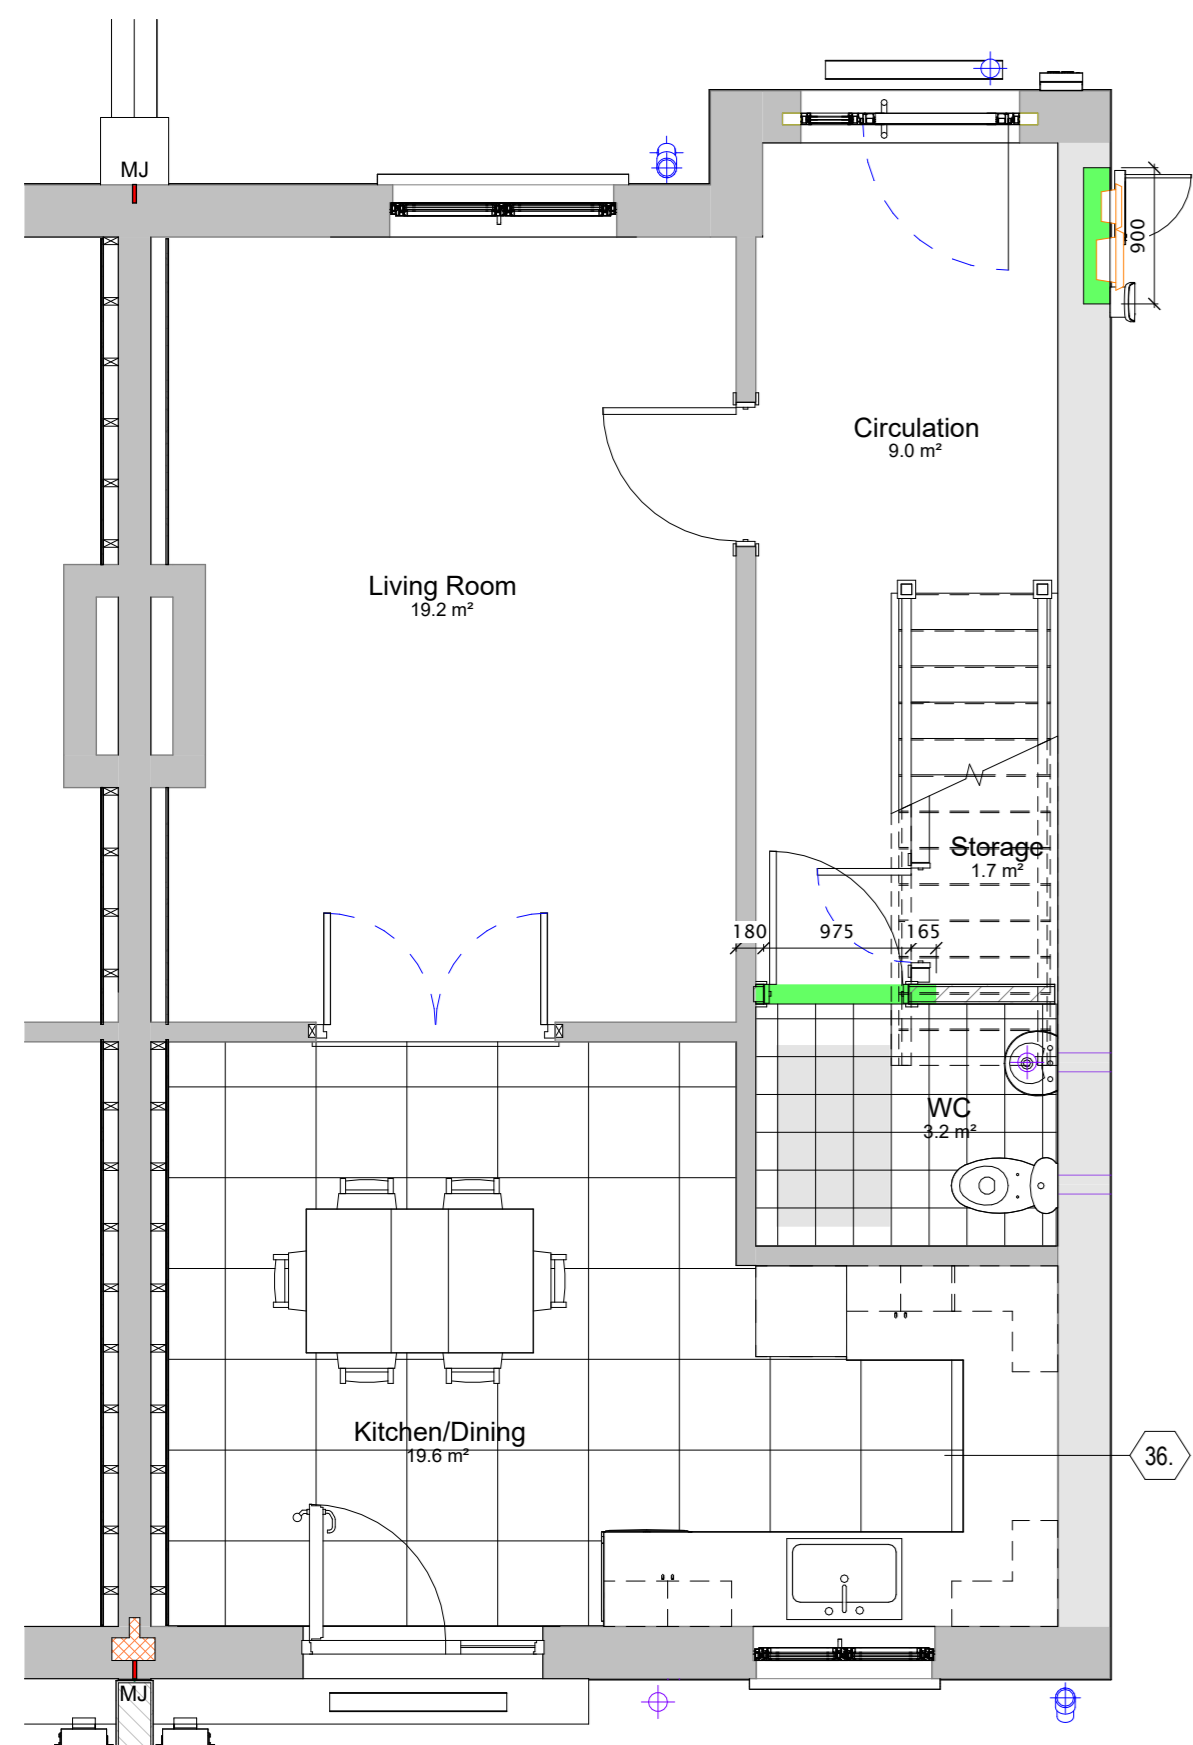 MJ
900
Circulation
9.0 m²
Living Room
19.2 m²
Storage
1.7 m²
180
975
165
WC
3.2 m²
Kitchen/Dining
19.6 m²
36.
MJ